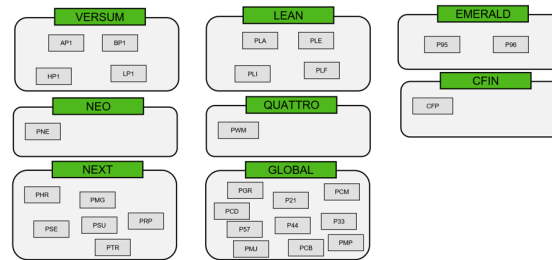 VERSUM
AP1 BP1
HP1 LP1
LEAN
PLA PLE
PLI PLF
EMERALD
P95 P96
CFIN
CFP
NEO
PNE
QUATTRO
PWM
NEXT
PHR PMG
PSE PSU PRP
PTR
GLOBAL
PGR P21 PCM
PCD
P57 P44 P33
PMJ PCB PMP